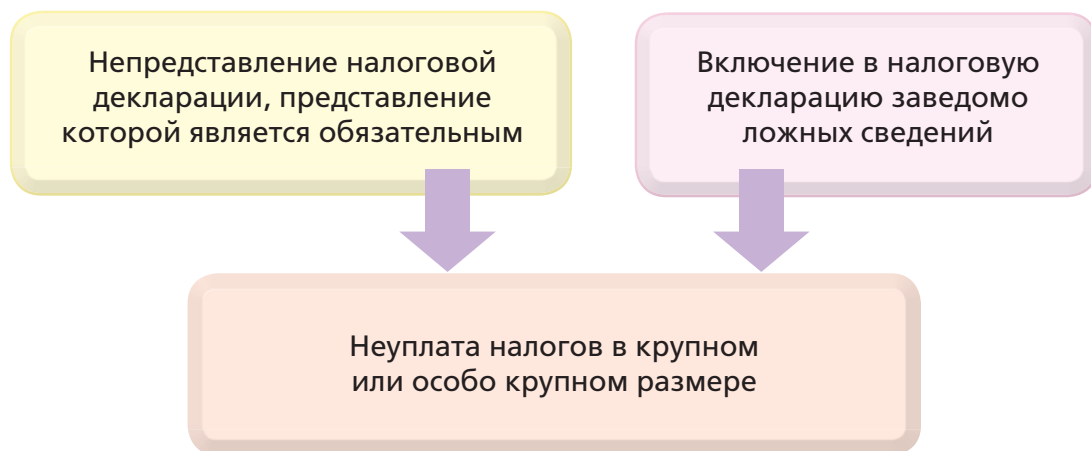 Непредставление налоговой
декларации, представление
которой является обязательным
Включение в налоговую
декларацию заведомо
ложных сведений
Неуплата налогов в крупном
или особо крупном размере